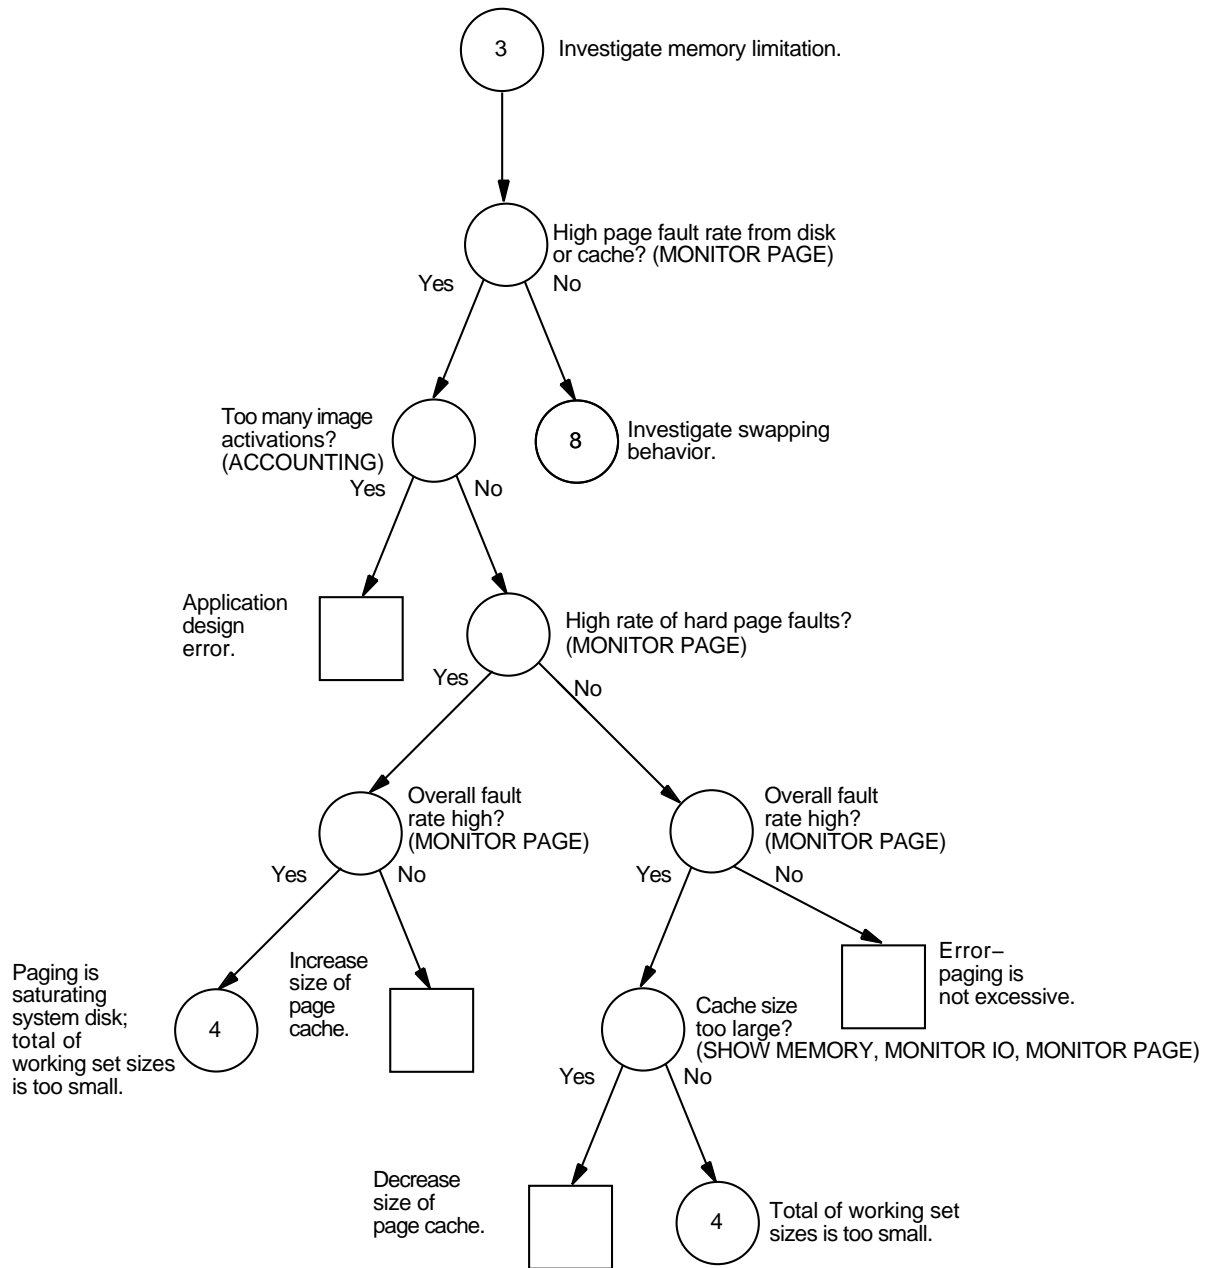 3
Investigate memory limitation.
High page fault rate from disk
or cache? (MONITOR PAGE)
Yes
No
Too many image
activations?
(ACCOUNTING)
8
Investigate swapping
behavior.
Yes
No
Application
design
error.
High rate of hard page faults?
(MONITOR PAGE)
Yes
No
Overall fault
rate high?
(MONITOR PAGE)
Overall fault
rate high?
(MONITOR PAGE)
Yes
No
Yes
No
Paging is
saturating
system disk;
total of
working set sizes
is too small.
4
Increase
size of
page
cache.
Error–
paging is
not excessive.
Cache size
too large?
(SHOW MEMORY, MONITOR IO, MONITOR PAGE)
Yes
No
Decrease
size of
page cache.
4
Total of working set
sizes is too small.